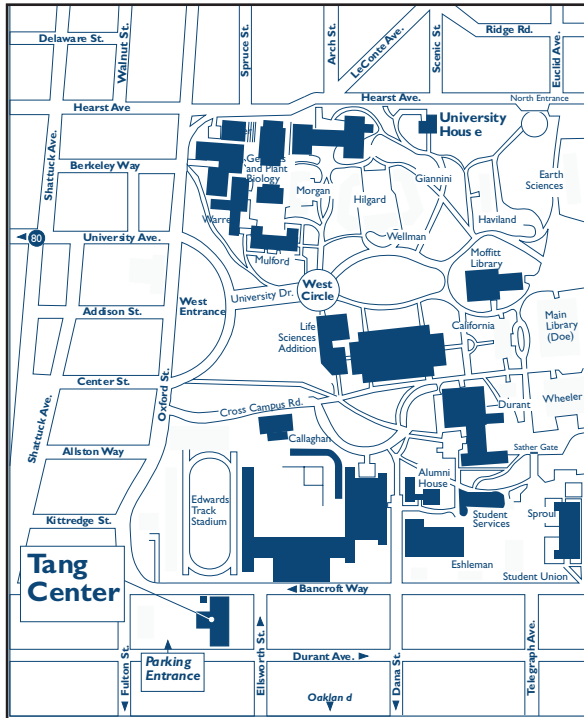 Delaware St.
Walnut St.
Spruce St.
Arch St.
LeConte Ave.
Scenic St.
Ridge Rd.
Euclid Ave.
Hearst Ave
Hearst Ave.
North Entrance
University
House
Shattuck Ave.
Berkeley Way
and Plant
Biology
Morgan
Hilgard
Giannini
Earth
Sciences
Warre
Haviland
80
University Ave.
Wellman
Mulford
Moffitt
Library
West
Entrance
University Dr.
West
Circle
Addison St.
Life
Sciences
Addition
California
Main
Library
(Doe)
Center St.
Oxford St.
Cross Campus Rd.
Durant
Wheeler
Shattuck Ave.
Allston Way
Callaghan
Sather Gate
Alumni
House
Edwards
Track
Stadium
Kittredge St.
Student
Services
Sproul
Tang
Center
Eshleman
Student Union
Bancroft Way
Parking
Entrance
Fulton St.
Ellsworth St.
Durant Ave.
Dana St.
Telegraph Ave.
Oaklan d